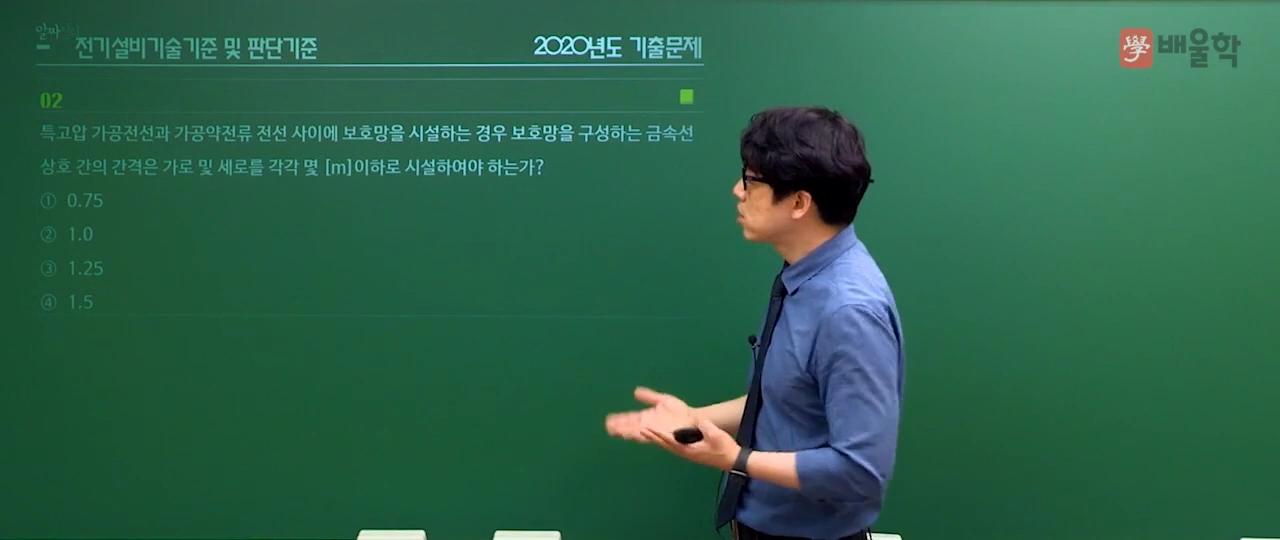 알짜
전기설비기술기준 및 판단기준
2020년도 기출문제
學 배울학
02
특고압 가공전선과 가공약전류 전선 사이에 보호망을 시설하는 경우 보호망을 구성하는 금속선
상호 간의 간격은 가로 및 세로를 각각 몇 [m]이하로 시설하여야 하는가?
① 0.75
② 1.0
③ 1.25
④ 1.5